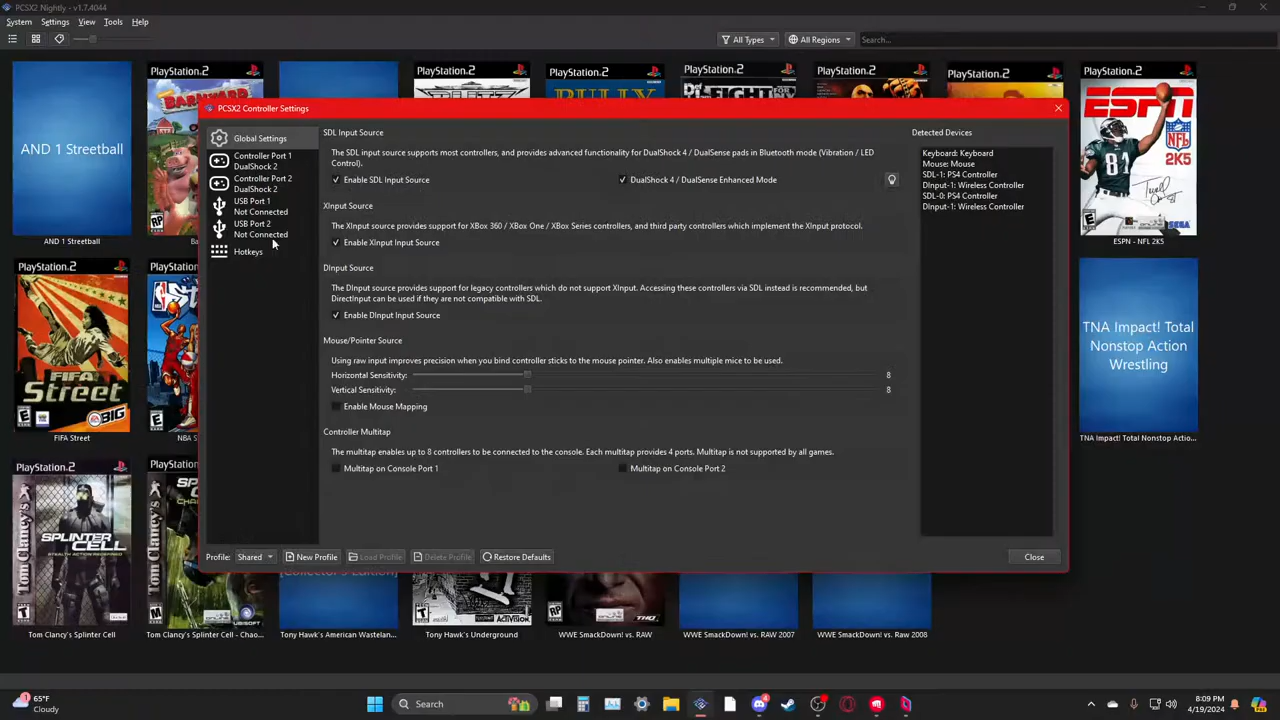 PCSX2 Nightly - v1.7.4044
System Settings View Tools Help
All Types
All Regions
Search...
PlayStation.2
PlayStation.2
PlayStation.2
PlayStation.2
PlayStation.2
PlayStation.2
PlayStation.2
AND 1 Streetball
BARNYARD
BULLY
FIGHT
ESPN
NFL
2K5
SEGA
AND 1 Streetball
ESPN - NFL 2K5
PCSX2 Controller Settings
Global Settings
Controller Port 1
DualShock 2
Controller Port 2
DualShock 2
USB Port 1
Not Connected
USB Port 2
Not Connected
Hotkeys
SDL Input Source
The SDL input source supports most controllers, and provides advanced functionality for DualShock 4 / DualSense pads in Bluetooth mode (Vibration / LED
Control).
Enable SDL Input Source
DualShock 4 / DualSense Enhanced Mode
XInput Source
The XInput source provides support for XBox 360 / XBox One / XBox Series controllers, and third party controllers which implement the XInput protocol.
Enable XInput Input Source
DInput Source
The DInput source provides support for legacy controllers which do not support XInput. Accessing these controllers via SDL instead is recommended, but
DirectInput can be used if they are not compatible with SDL.
Enable DInput Input Source
Mouse/Pointer Source
Using raw input improves precision when you bind controller sticks to the mouse pointer. Also enables multiple mice to be used.
Horizontal Sensitivity: 8
Vertical Sensitivity: 8
Enable Mouse Mapping
Controller Multitap
The multitap enables up to 8 controllers to be connected to the console. Each multitap provides 4 ports. Multitap is not supported by all games.
Multitap on Console Port 1
Multitap on Console Port 2
Detected Devices
Keyboard: Keyboard
Mouse: Mouse
SDL-1: PS4 Controller
DInput-1: Wireless Controller
SDL-0: PS4 Controller
DInput-1: Wireless Controller
Profile: Shared New Profile Load Profile Delete Profile Restore Defaults Close
PlayStation.2
FIFA
Street
BIG
FIFA Street
TNA Impact! Total
Nonstop Action
Wrestling
TNA Impact! Total Nonstop Actio...
PlayStation.2
Tom Clancy's
SPLINTER
CELL
STEALTH ACTION REDEFINED
Collector's Edition)
ACTIVISION
THQ
UBISOFT
Tom Clancy's Splinter Cell
Tom Clancy's Splinter Cell - Chao...
Tony Hawk's American Wastelan...
Tony Hawk's Underground
WWE SmackDown! vs. RAW
WWE SmackDown! vs. RAW 2007
WWE SmackDown! vs. Raw 2008
65°F
Cloudy
Search
8:09 PM
4/19/2024